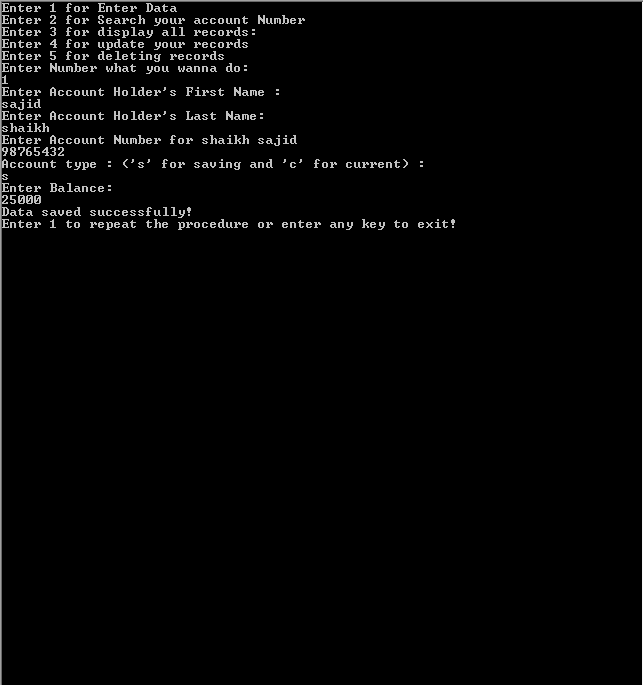 Enter 1 for Enter Data
Enter 2 for Search your account Number
Enter 3 for display all records:
Enter 4 for update your records
Enter 5 for deleting records
Enter Number what you wanna do:
1
Enter Account Holder's First Name :
sajid
Enter Account Holder's Last Name:
shaikh
Enter Account Number for shaikh sajid
98765432
Account type : ('s' for saving and 'c' for current) :
s
Enter Balance:
25000
Data saved successfully!
Enter 1 to repeat the procedure or enter any key to exit!